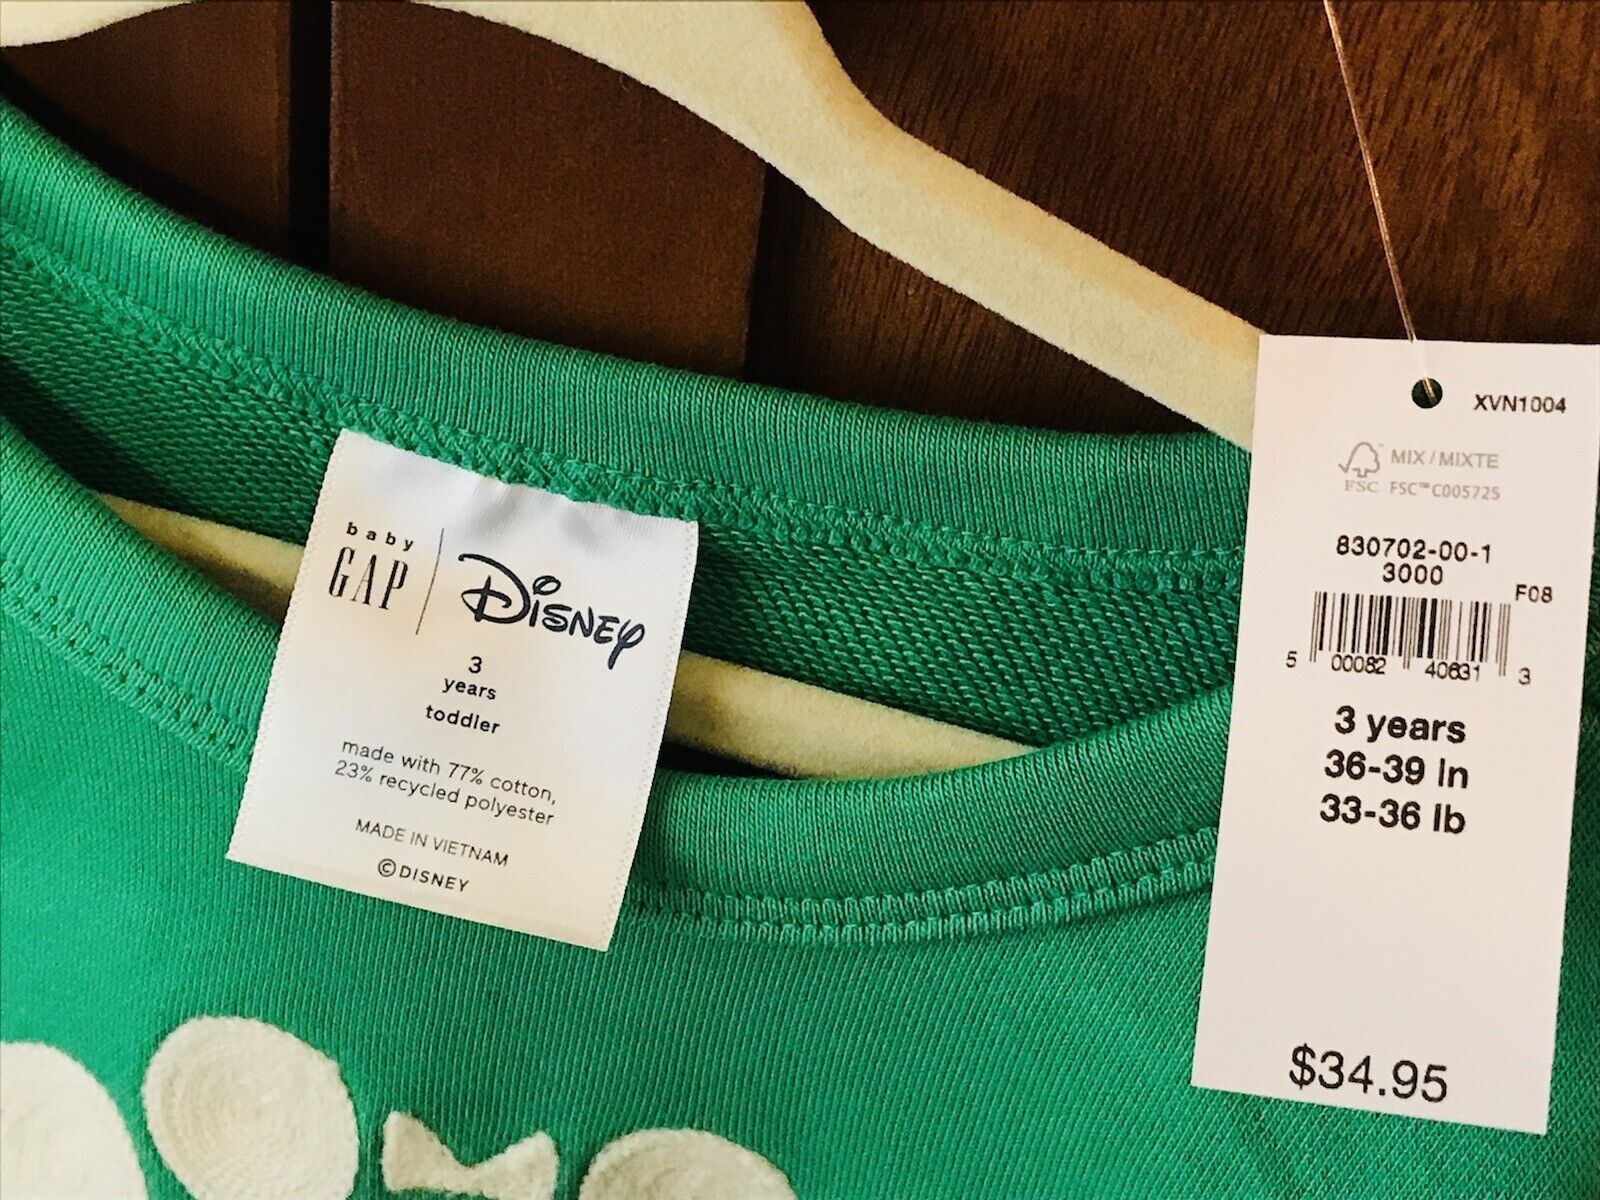 baby
GAP
Disney
3
years
toddler
made with 77% cotton,
23% recycled polyester
MADE IN VIETNAM
©DISNEY
XVN1004
MIX / MIXTE
FSC FSC™ C005725
830702-00-1
3000
F08
5 00082 40631 3
3 years
36-39 in
33-36 lb
$34.95